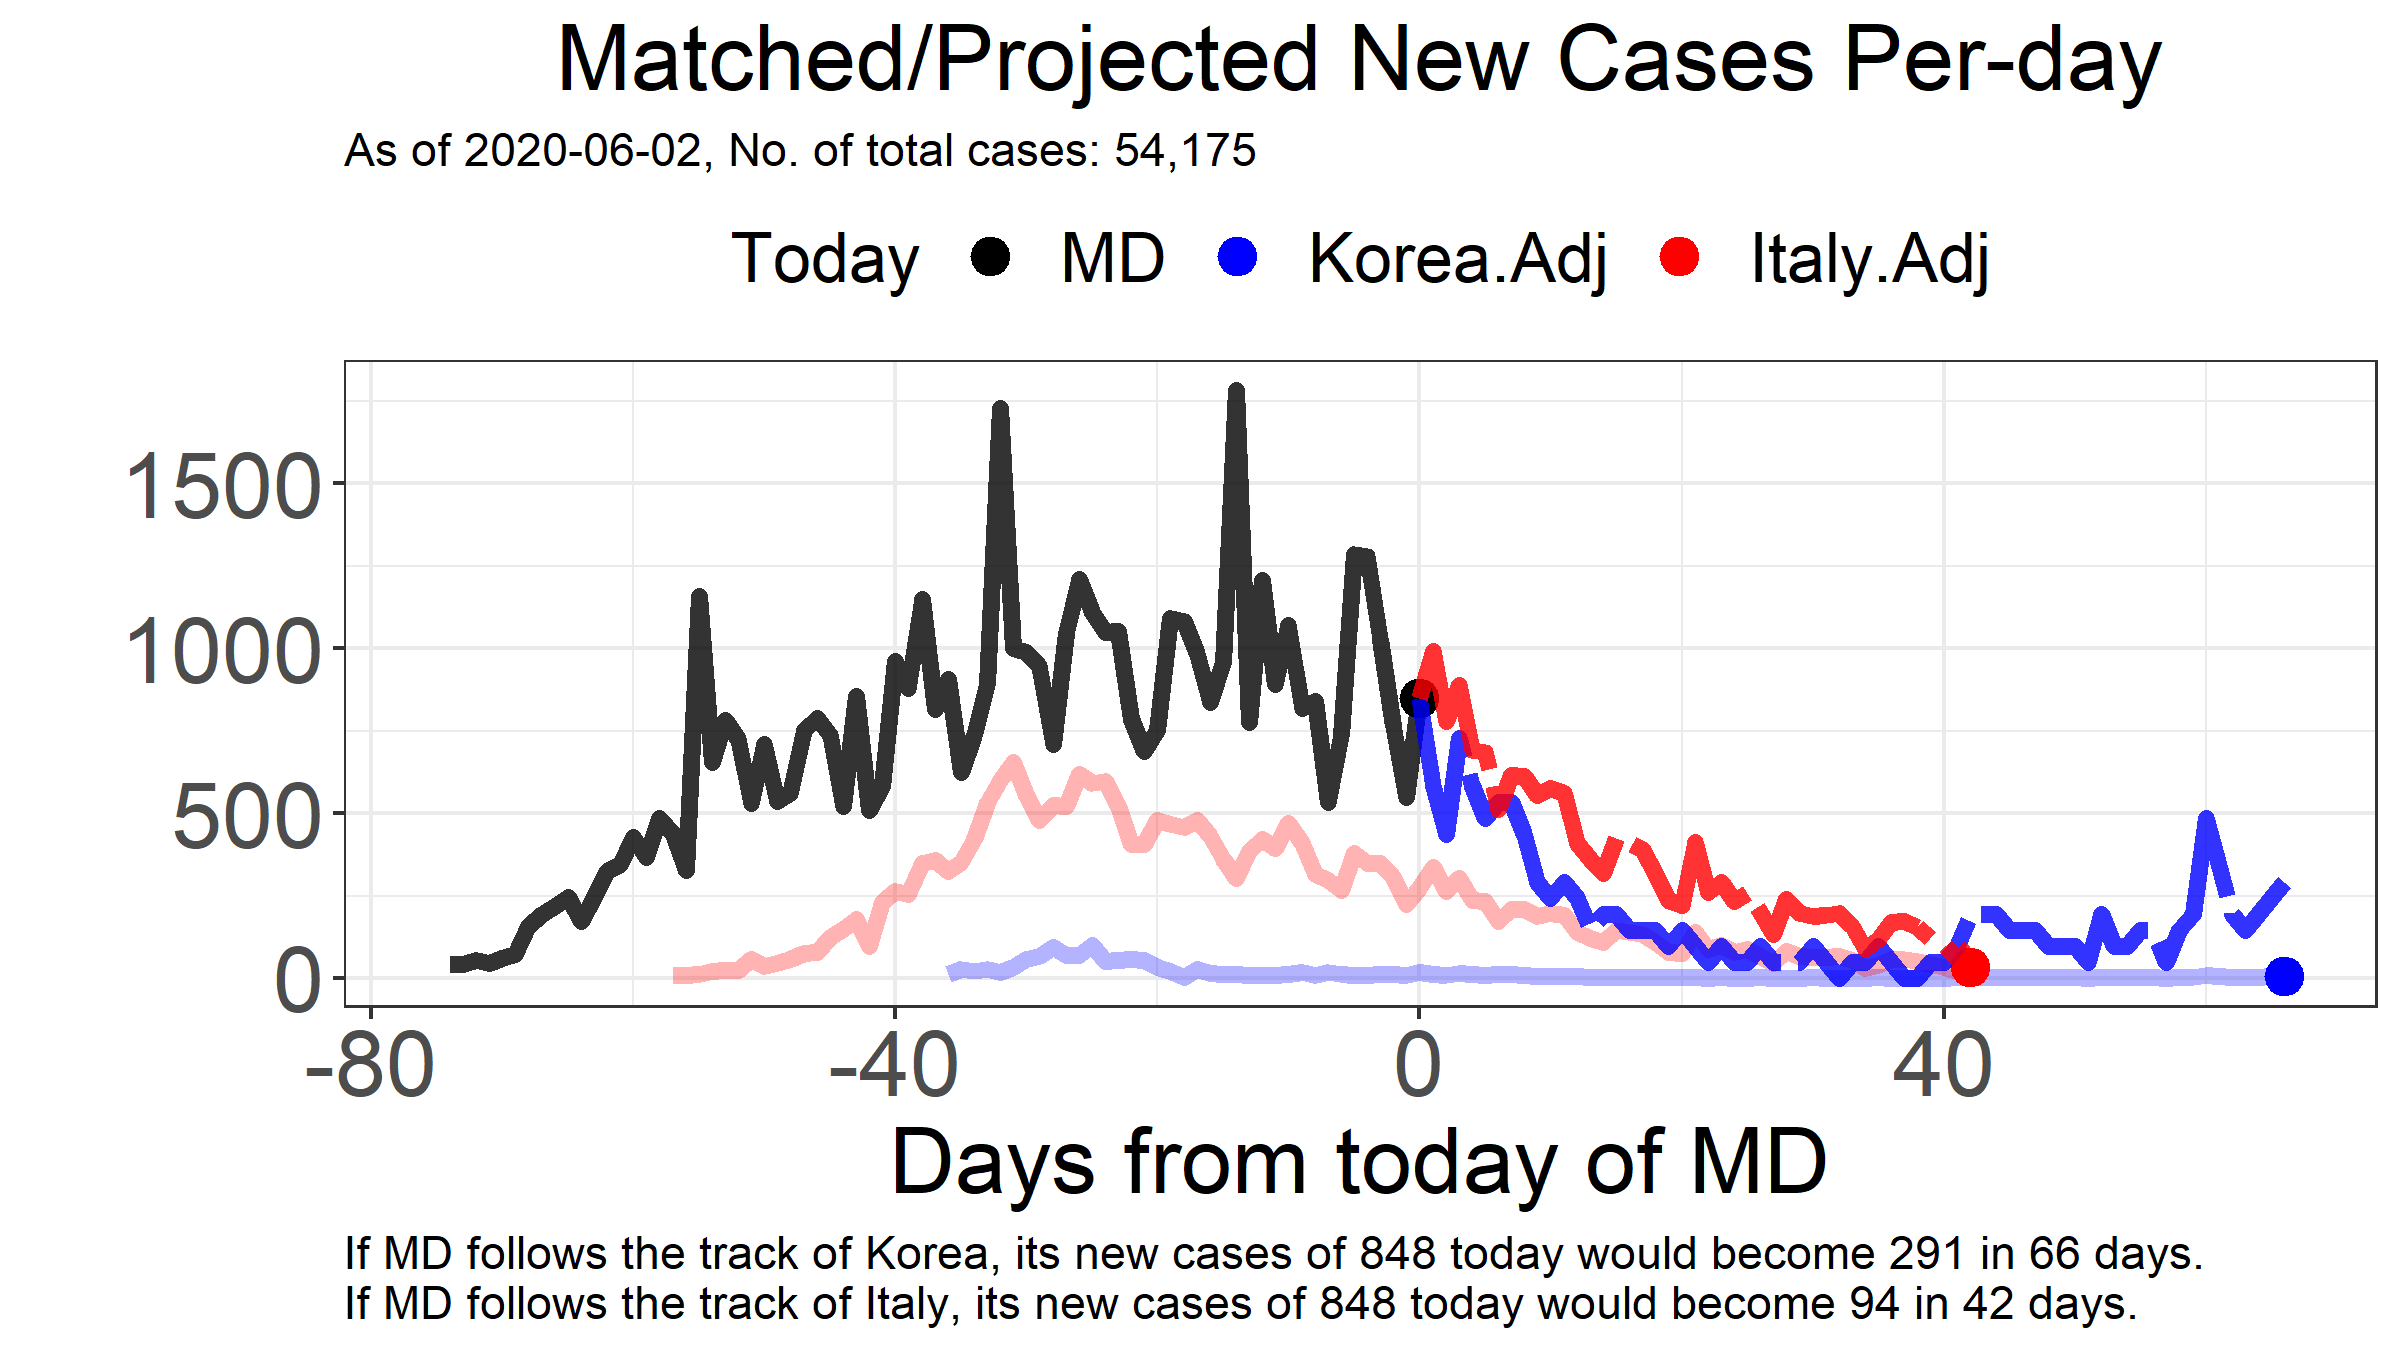 Matched/Projected New Cases Per-day
As of 2020-06-02, No. of total cases: 54,175
Today MD Korea.Adj Italy.Adj
1500
1000
500
0
-80 -40 0 40
Days from today of MD
If MD follows the track of Korea, its new cases of 848 today would become 291 in 66 days.
If MD follows the track of Italy, its new cases of 848 today would become 94 in 42 days.